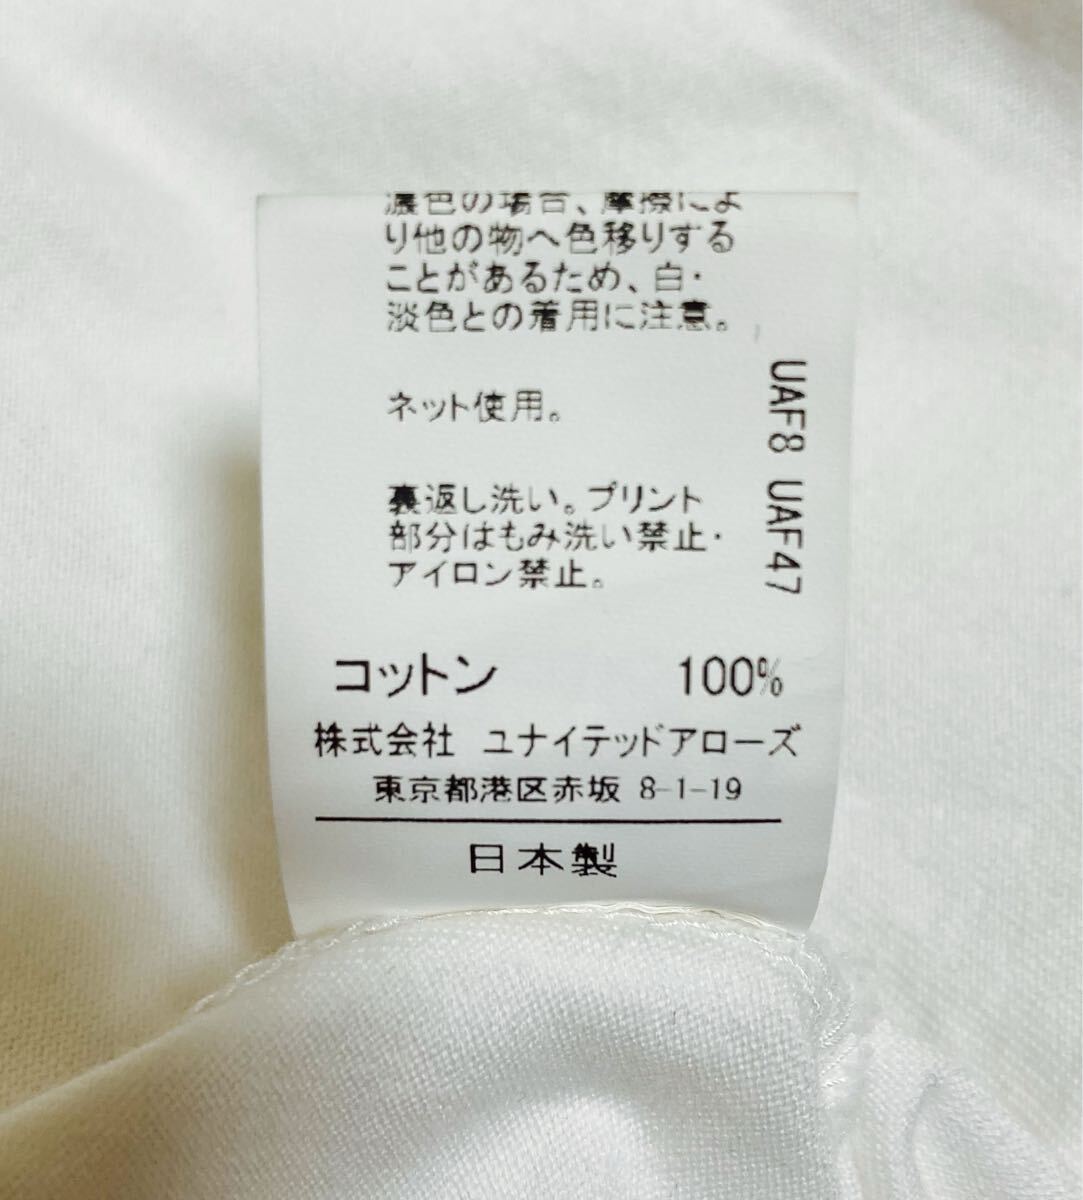 濃色の場合、摩擦によ
り他の物へ色移りする
ことがあるため、白・
淡色との着用に注意。
ネット使用。
裏返し洗い。プリント
部分はもみ洗い禁止・
アイロン禁止。
UAF8 UAF47
コットン 100%
株式会社 ユナイテッドアローズ
東京都港区赤坂 8-1-19
日本製